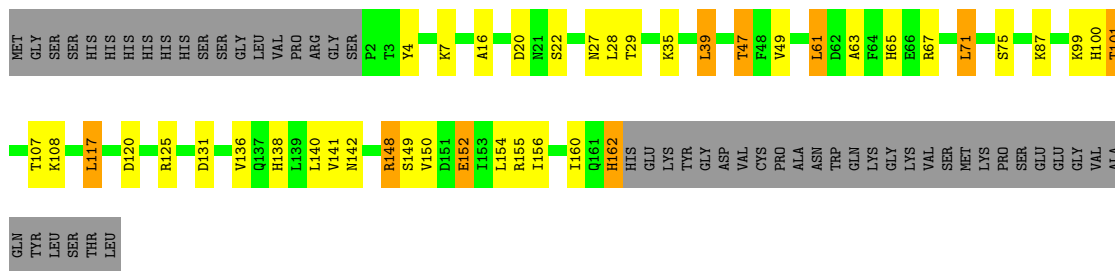 MET GLY SER SER HIS HIS HIS HIS HIS HIS SER SER GLY LEU VAL PRO ARG GLY SER P2 T3 Y4 K7 A16 D20 N21 S22 N27 L28 T29 K35 L39 T47 F48 V49 L61 D62 A63 F64 H65 E66 R67 L71 S75 K87 K99 H100 T101
T107 K108 L117 D120 R125 D131 V136 Q137 H138 L139 L140 V141 N142 R148 S149 V150 D151 E152 I153 L154 R155 I156 I160 Q161 H162 HIS GLU LYS TYR GLY ASP VAL CYS PRO ALA ASN TRP GLN LYS GLY LYS VAL SER MET LYS PRO SER GLU GLU GLY VAL ALA
GLN TYR LEU SER THR LEU